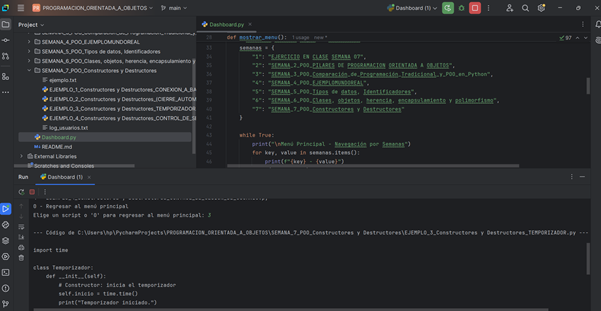 PR PROGRAMACION_ORIENTADA_A_OBJETOS main Dashboard (1)
Project
SEMANA_4_POO_EJEMPLOMUNDOREAL
SEMANA_5_POO_Tipos de datos, Identificadores
SEMANA_6_POO_Clases, objetos, herencia, encapsulamiento
SEMANA_7_POO_Constructores y Destructores
ejemplo.txt
EJEMPLO_1_Constructores y Destructores_CONEXION_A_BA
EJEMPLO_2_Constructores y Destructores_(CIERRE_AUTOM
EJEMPLO_3_Constructores y Destructores_TEMPORIZADOR
EJEMPLO_4_Constructores y Destructores_CONTROL_DE_S
log_usuarios.txt
Dashboard.py
README.md
External Libraries
Scratches and Consoles
Dashboard.py
def mostrar_menu(): 1 usage new *
97
semanas = {
"1": "EJERCICIO EN CLASE SEMANA 07",
"2": "SEMANA_2_POO_PILARES DE PROGRAMACION ORIENTADA A OBJETOS",
"3": "SEMANA_3_POO_Comparación_de_Programación_Tradicional_y_POO_en_Python",
"4": "SEMANA_4_POO_EJEMPLOMUNDOREAL",
"5": "SEMANA_5_POO_Tipos de datos, Identificadores",
"6": "SEMANA_6_POO_Clases, objetos, herencia, encapsulamiento y polimorfismo",
"7": "SEMANA_7_POO_Constructores y Destructores"
}
while True:
print("\nMenú Principal - Navegación por Semanas")
for key, value in semanas.items():
print(f"{key} - {value}")
Run Dashboard (1)
0 - Regresar al menú principal
Elige un script o '0' para regresar al menú principal: 3
--- Código de C:\Users\hp\PycharmProjects\PROGRAMACION_ORIENTADA_A_OBJETOS\SEMANA_7_POO_Constructores y Destructores\EJEMPLO_3_Constructores y Destructores_TEMPORIZADOR.py ---
import time
class Temporizador:
def __init__(self):
# Constructor: inicia el temporizador
self.inicio = time.time()
print("Temporizador iniciado.")